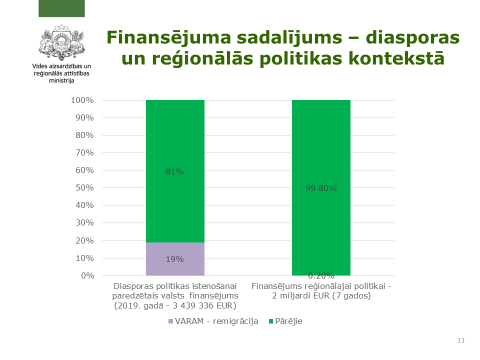 Finansējuma sadalījums – diasporas
un reģionālās politikas kontekstā
Vides aizsardzības un
reģionālās attīstības
ministrija
100%
90%
80%
70%
60%
50%
40%
30%
20%
10%
0%
81%
19%
99.80%
0.20%
Diasporas politikas īstenošanai
paredzētais valsts finansējums
(2019. gadā - 3 439 336 EUR)
Finansējums reģionālajai politikai -
2 miljardi EUR (7 gados)
VARAM - remigrācija
Pārējie
11